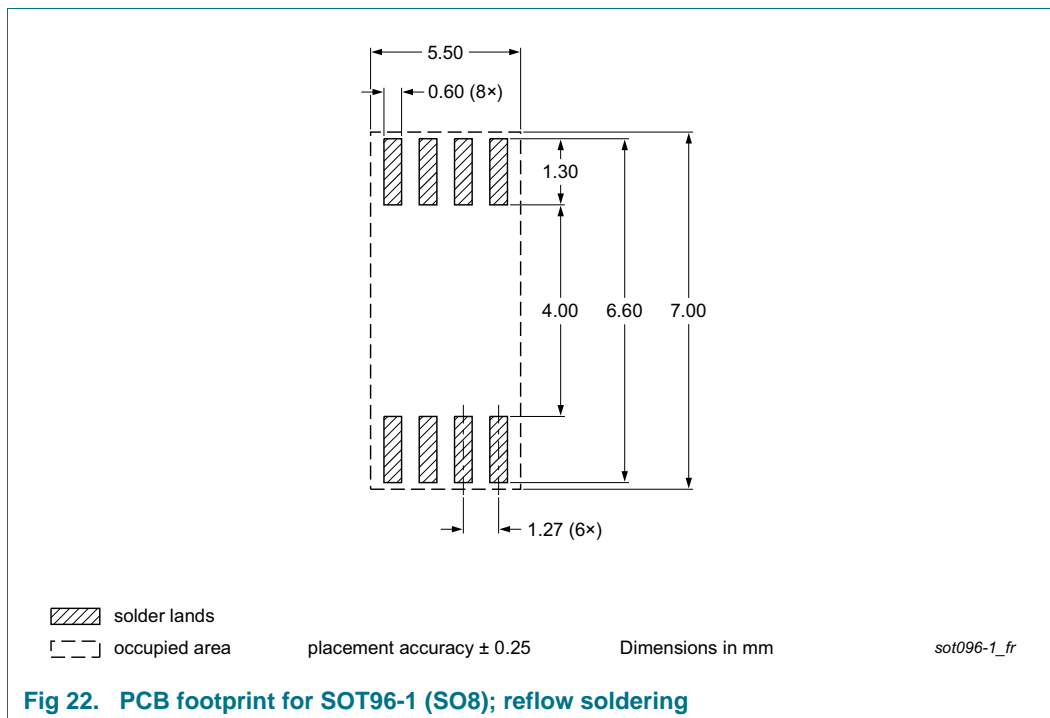 5.50
0.60 (8×)
1.30
4.00 6.60 7.00
1.27 (6×)
solder lands
occupied area placement accuracy ± 0.25 Dimensions in mm sot096-1_fr
Fig 22. PCB footprint for SOT96-1 (SO8); reflow soldering